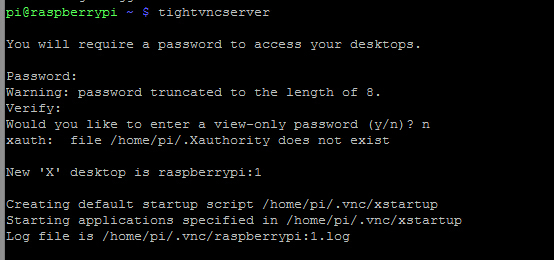 pi@raspberrypi ~ $ tightvncserver
You will require a password to access your desktops.
Password:
Warning: password truncated to the length of 8.
Verify:
Would you like to enter a view-only password (y/n)? n
xauth:  file /home/pi/.Xauthority does not exist
New 'X' desktop is raspberrypi:1
Creating default startup script /home/pi/.vnc/xstartup
Starting applications specified in /home/pi/.vnc/xstartup
Log file is /home/pi/.vnc/raspberrypi:1.log